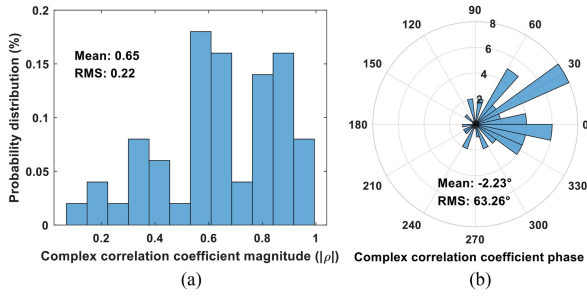 0.2
0.15
0.1
0.05
0
Probability distribution (%)
Mean: 0.65
RMS: 0.22
0.2
0.4
0.6
0.8
1
Complex correlation coefficient magnitude (|ρ|)
(a)
90
120
60
150
30
180
0
210
330
240
300
270
8
6
4
2
Mean: -2.23°
RMS: 63.26°
Complex correlation coefficient phase
(b)